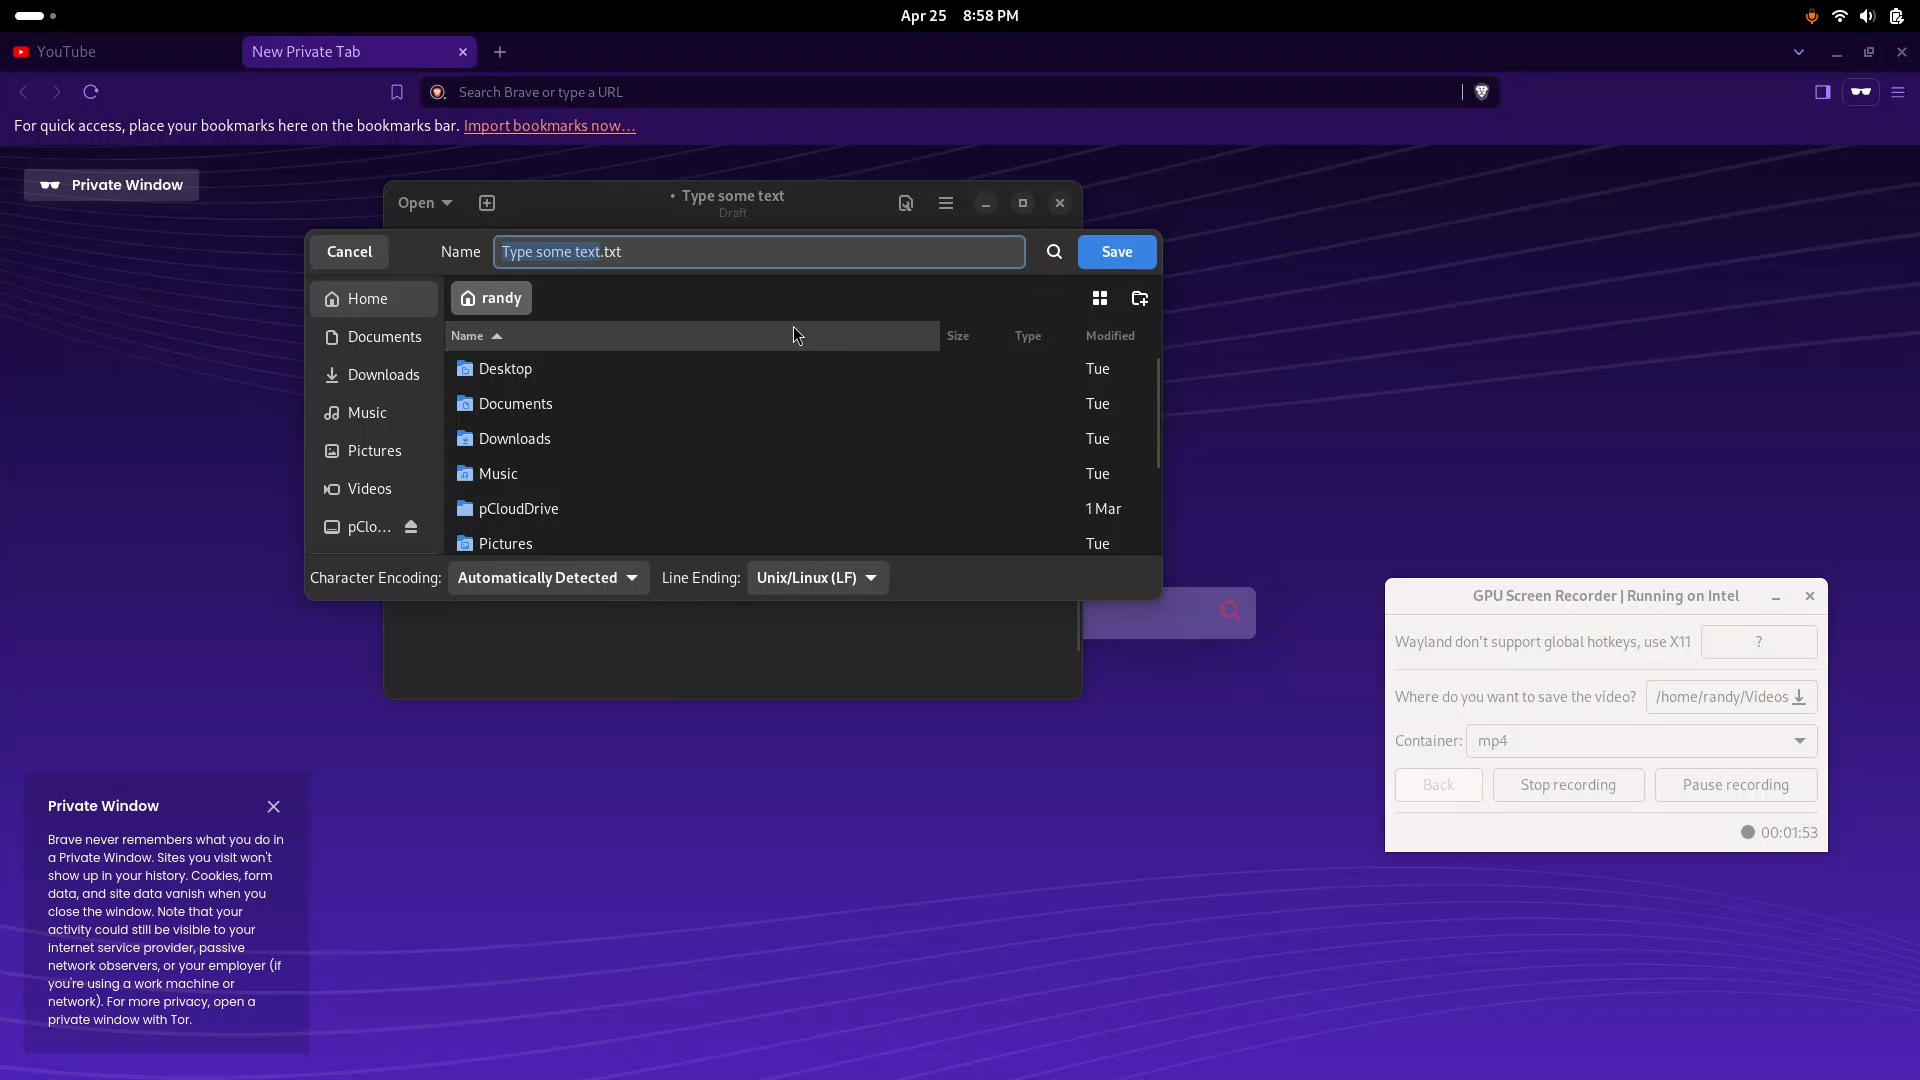 Apr 25 8:58 PM
YouTube
New Private Tab
Search Brave or type a URL
For quick access, place your bookmarks here on the bookmarks bar. Import bookmarks now...
Private Window
Open
• Type some text
Draft
Cancel
Name
Type some text.txt
Save
Home
Documents
Downloads
Music
Pictures
Videos
pClo...
randy
Name
Size
Type
Modified
Desktop
Tue
Documents
Tue
Downloads
Tue
Music
Tue
pCloudDrive
1 Mar
Pictures
Tue
Character Encoding:
Automatically Detected
Line Ending:
Unix/Linux (LF)
GPU Screen Recorder | Running on Intel
Wayland don't support global hotkeys, use X11
?
Where do you want to save the video?
/home/randy/Videos
Container:
mp4
Back
Stop recording
Pause recording
00:01:53
Private Window
Brave never remembers what you do in
a Private Window. Sites you visit won't
show up in your history. Cookies, form
data, and site data vanish when you
close the window. Note that your
activity could still be visible to your
internet service provider, passive
network observers, or your employer (if
you're using a work machine or
network). For more privacy, open a
private window with Tor.